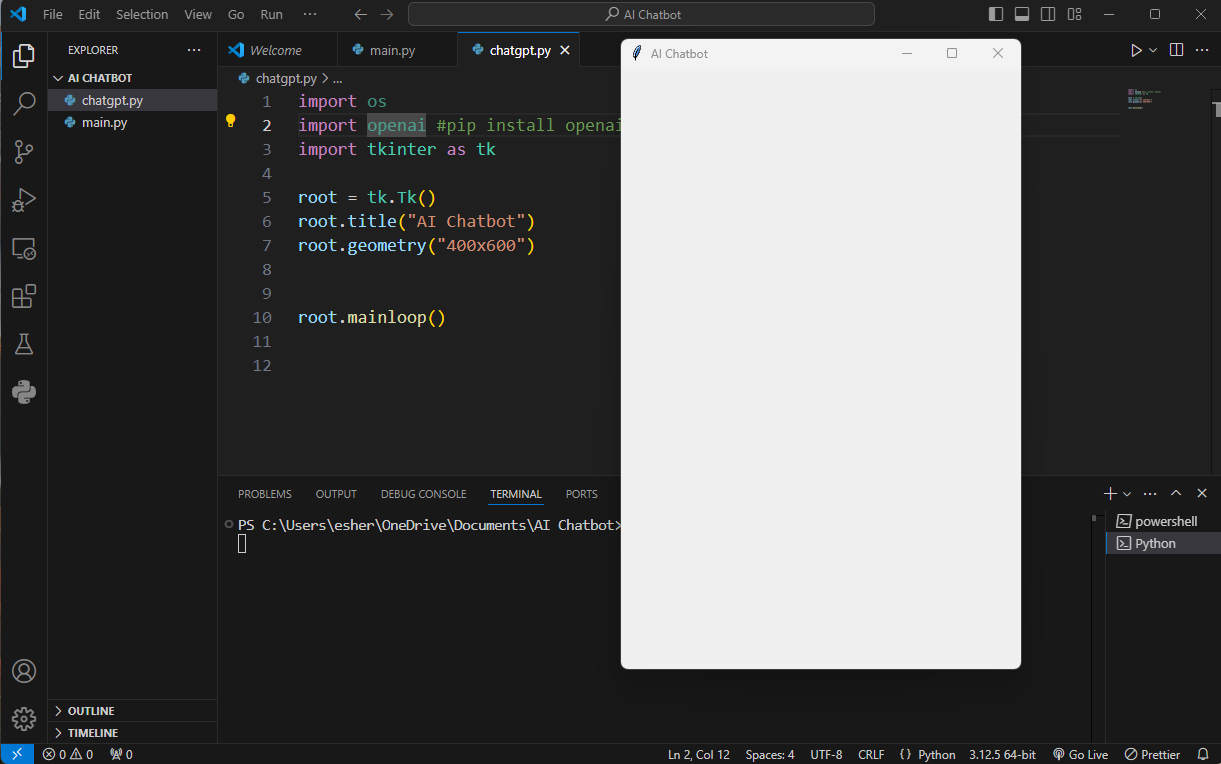 File Edit Selection View Go Run ··· AI Chatbot
EXPLORER ···
AI CHATBOT
chatgpt.py
main.py
OUTLINE
TIMELINE
Welcome main.py chatgpt.py
chatgpt.py > ...
1 import os
2 import openai #pip install openai
3 import tkinter as tk
4
5 root = tk.Tk()
6 root.title("AI Chatbot")
7 root.geometry("400x600")
8
9
10 root.mainloop()
11
12
AI Chatbot
PROBLEMS OUTPUT DEBUG CONSOLE TERMINAL PORTS
PS C:\Users\esher\OneDrive\Documents\AI Chatbot>
powershell
Python
0 0 0 Ln 2, Col 12 Spaces: 4 UTF-8 CRLF {} Python 3.12.5 64-bit Go Live Prettier